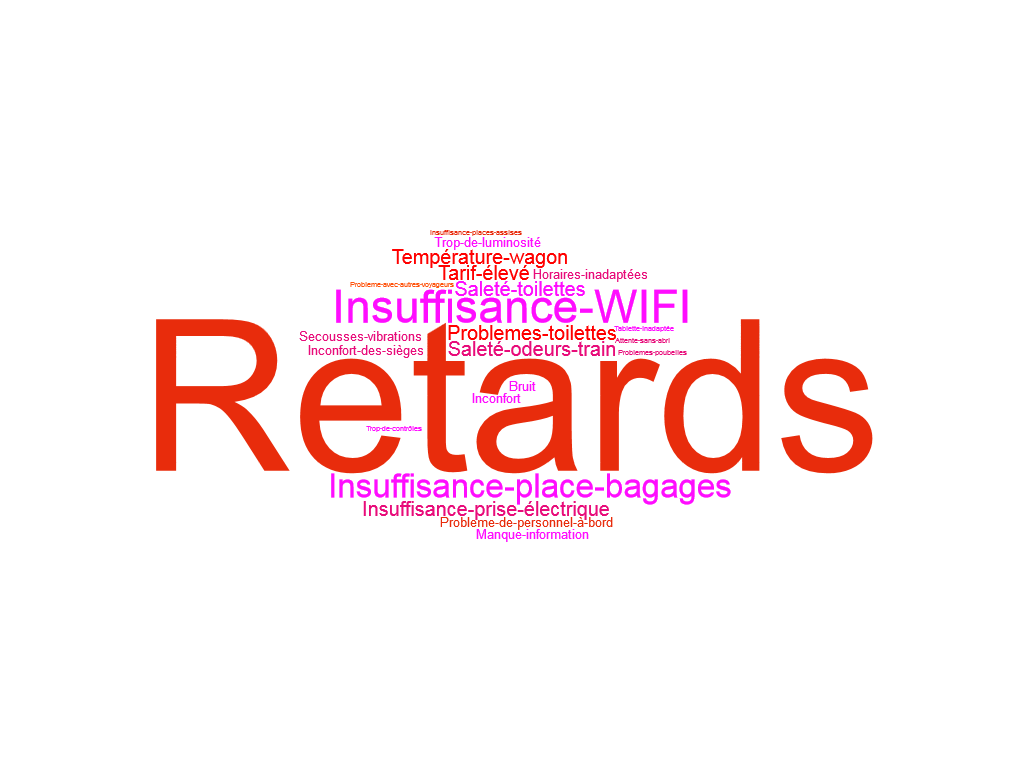 Insuffisance-places-assises
Trop-de-luminosité
Température-wagon
Tarif-élevé
Horaires-inadaptées
Probleme-avec-autres-voyageurs
Saleté-toilettes
Insuffisance-WIFI
Retards
Tablette-inadaptée
Problemes-toilettes
Secousses-vibrations
Attente-sans-abri
Saleté-odeurs-train
Inconfort-des-sièges
Problemes-poubelles
Bruit
Inconfort
Trop-de-contrôles
Insuffisance-place-bagages
Insuffisance-prise-électrique
Probleme-de-personnel-à-bord
Manque-information